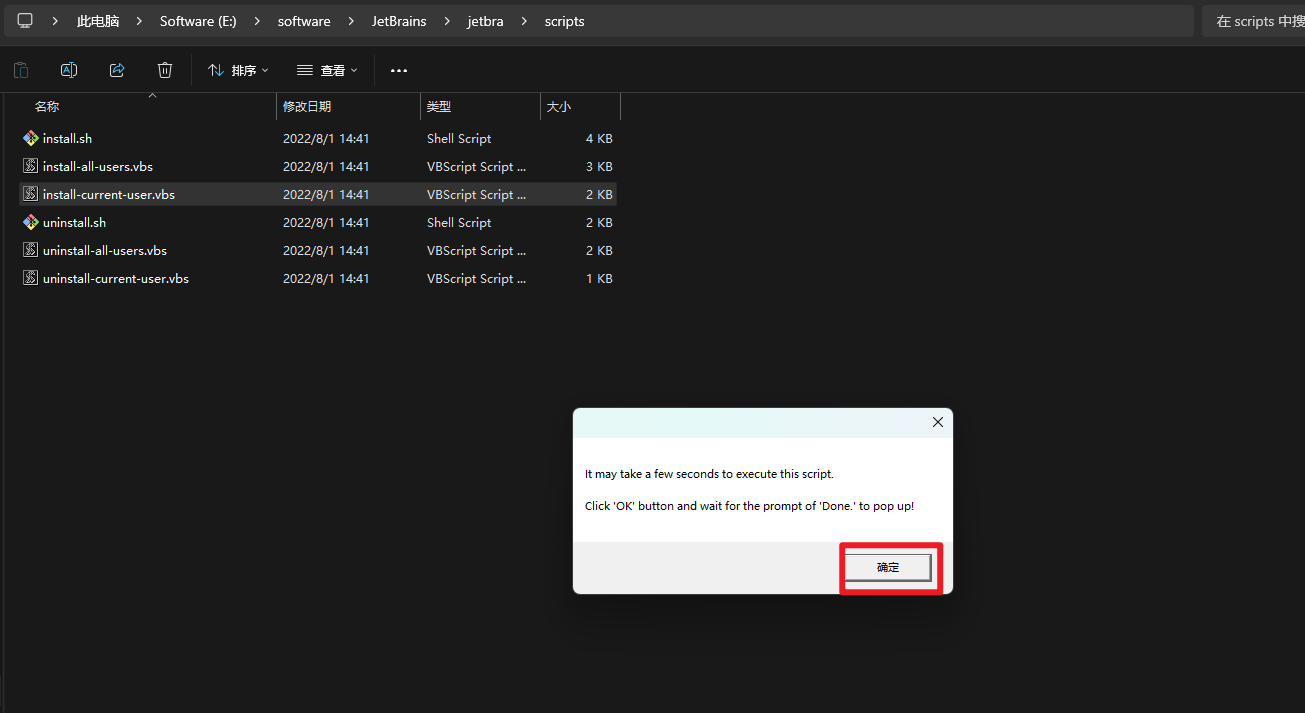 此电脑 Software (E:) software JetBrains jetbra scripts 在 scripts 中搜
排序 查看
名称 修改日期 类型 大小
install.sh 2022/8/1 14:41 Shell Script 4 KB
install-all-users.vbs 2022/8/1 14:41 VBScript Script ... 3 KB
install-current-user.vbs 2022/8/1 14:41 VBScript Script ... 2 KB
uninstall.sh 2022/8/1 14:41 Shell Script 2 KB
uninstall-all-users.vbs 2022/8/1 14:41 VBScript Script ... 2 KB
uninstall-current-user.vbs 2022/8/1 14:41 VBScript Script ... 1 KB
It may take a few seconds to execute this script.
Click 'OK' button and wait for the prompt of 'Done.' to pop up!
确定